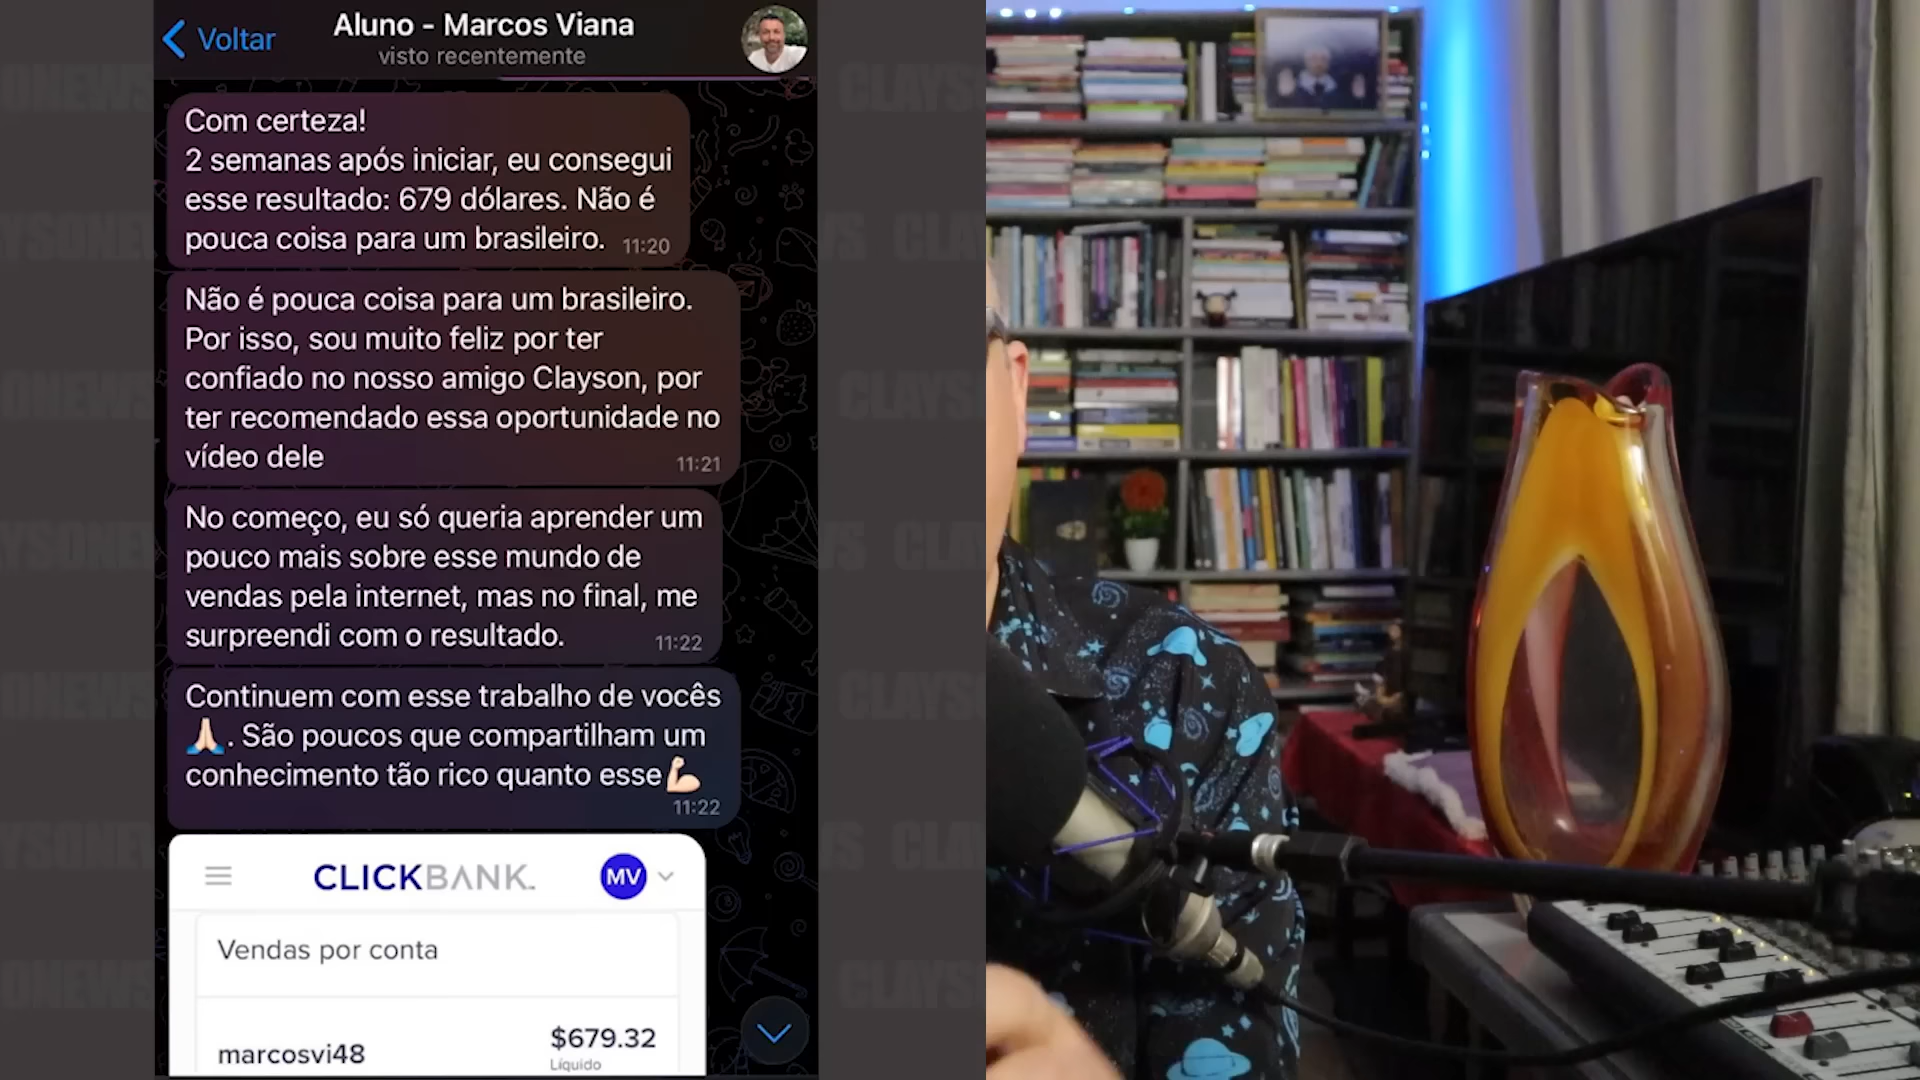 Voltar
Aluno - Marcos Viana
visto recentemente
Com certeza!
2 semanas após iniciar, eu consegui
esse resultado: 679 dólares. Não é
pouca coisa para um brasileiro. 11:20
Não é pouca coisa para um brasileiro.
Por isso, sou muito feliz por ter
confiado no nosso amigo Clayson, por
ter recomendado essa oportunidade no
vídeo dele 11:21
No começo, eu só queria aprender um
pouco mais sobre esse mundo de
vendas pela internet, mas no final, me
surpreendi com o resultado. 11:22
Continuem com esse trabalho de vocês
🙏🏻. São poucos que compartilham um
conhecimento tão rico quanto esse💪🏻
11:22
CLICKBANK
MV
Vendas por conta
marcosvi48
$679.32
Líquido